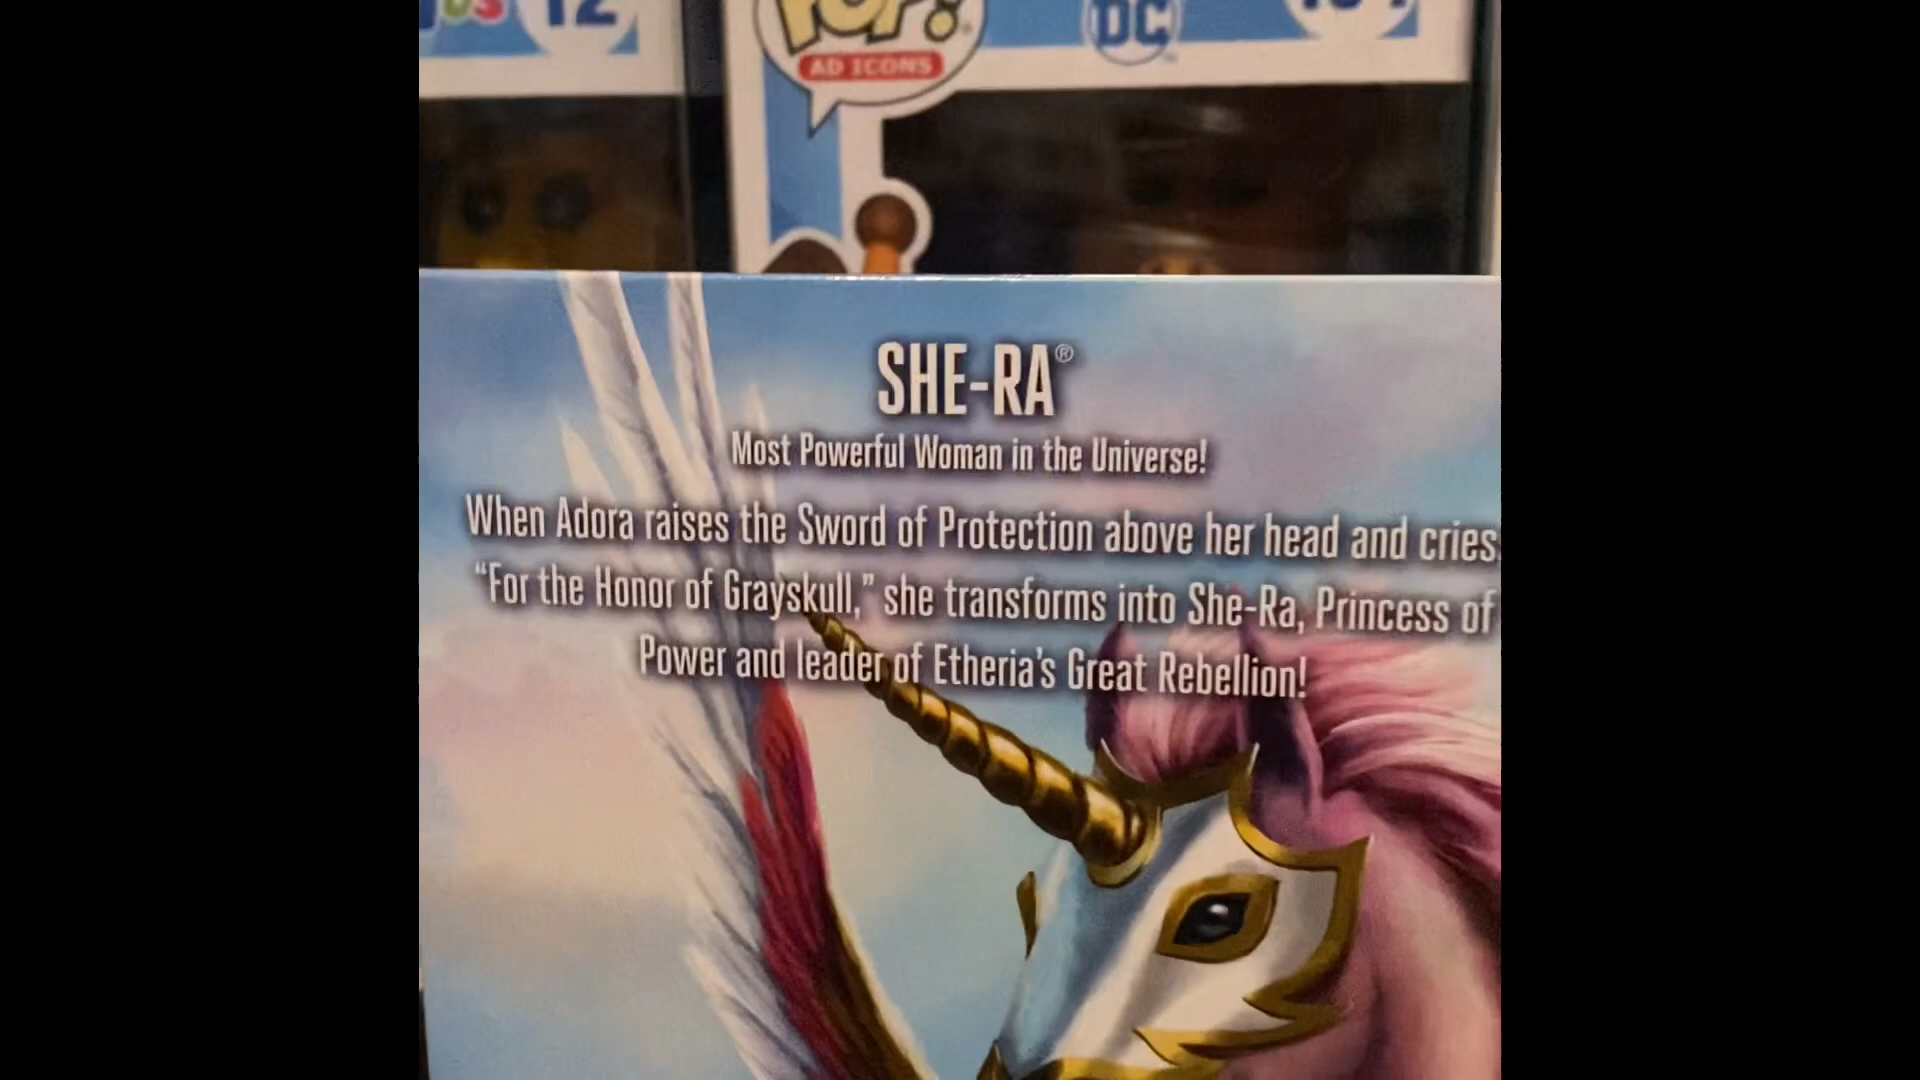 12
POP!
AD ICONS
DC
SHE-RA®
Most Powerful Woman in the Universe!
When Adora raises the Sword of Protection above her head and cries
"For the Honor of Grayskull," she transforms into She-Ra, Princess of
Power and leader of Etheria's Great Rebellion!